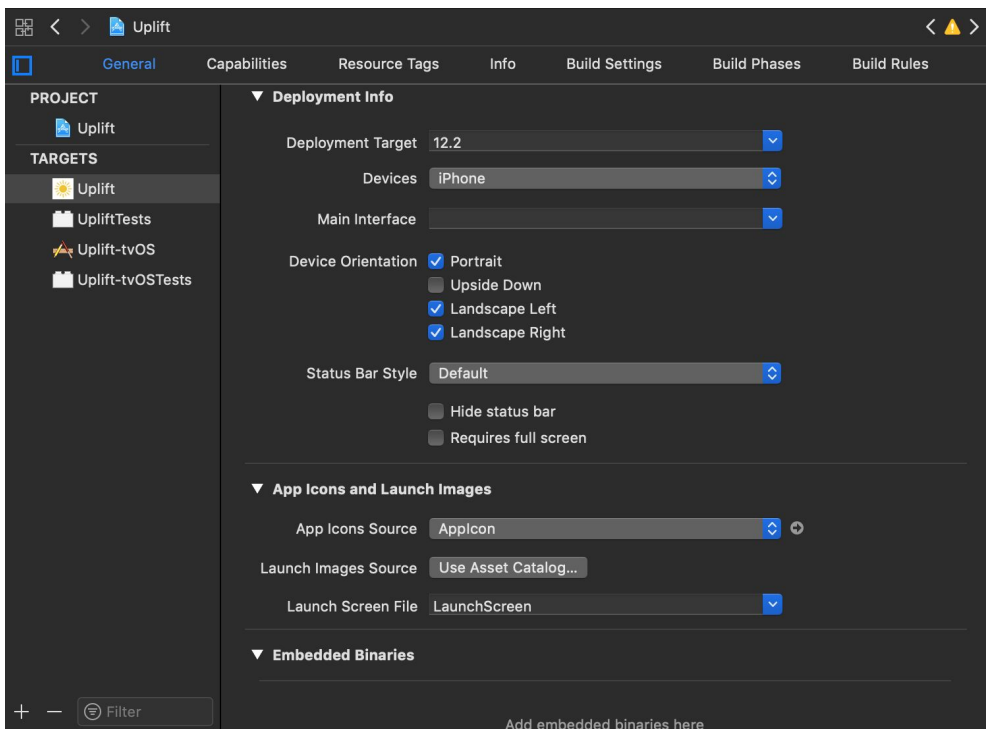 Uplift
General Capabilities Resource Tags Info Build Settings Build Phases Build Rules
PROJECT
Uplift
TARGETS
Uplift
UpliftTests
Uplift-tvOS
Uplift-tvOSTests
Filter
Deployment Info
Deployment Target 12.2
Devices iPhone
Main Interface
Device Orientation Portrait
Upside Down
Landscape Left
Landscape Right
Status Bar Style Default
Hide status bar
Requires full screen
App Icons and Launch Images
App Icons Source AppIcon
Launch Images Source Use Asset Catalog...
Launch Screen File LaunchScreen
Embedded Binaries
Add embedded binaries here